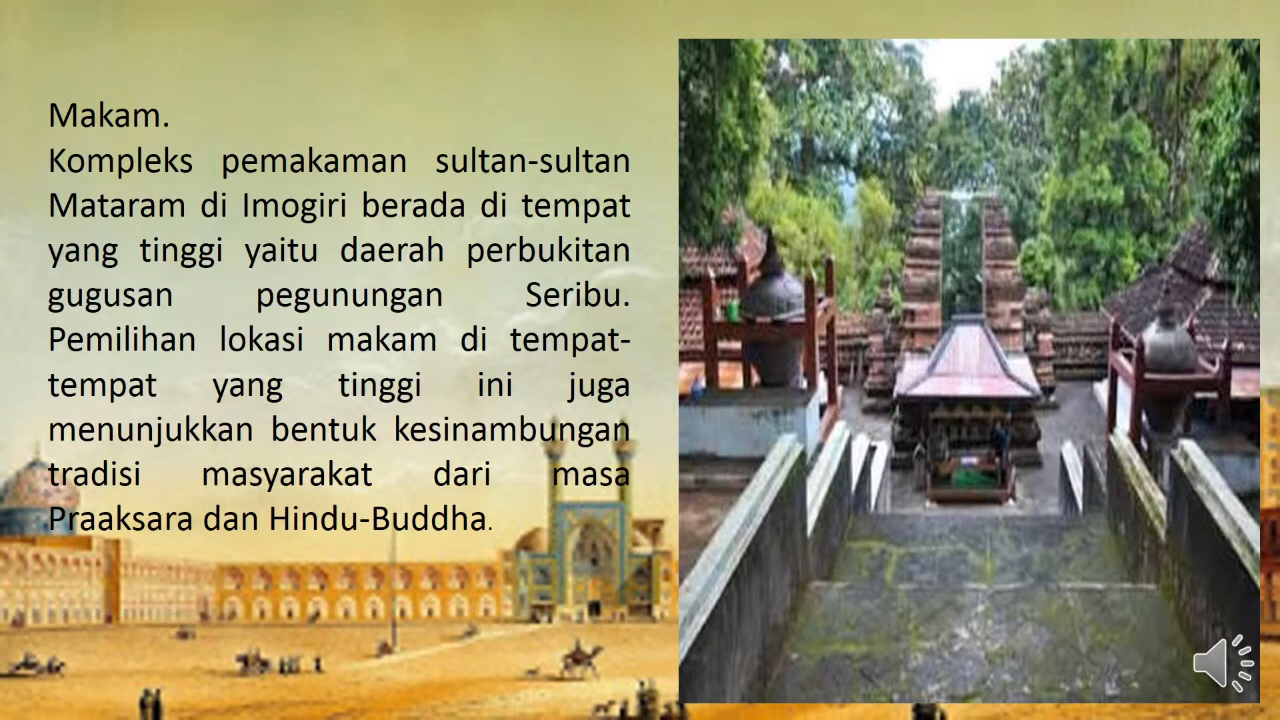 Makam.
Kompleks pemakaman sultan-sultan
Mataram di Imogiri berada di tempat
yang tinggi yaitu daerah perbukitan
gugusan pegunungan Seribu.
Pemilihan lokasi makam di tempat-
tempat yang tinggi ini juga
menunjukkan bentuk kesinambungan
tradisi masyarakat dari masa
Praaksara dan Hindu-Buddha.